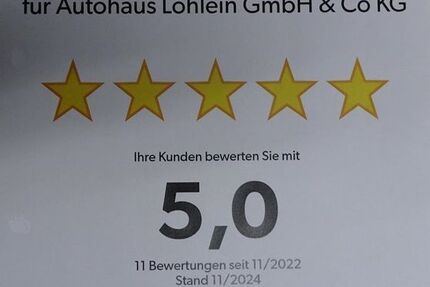 für Autohaus Löhlein GmbH & Co KG
Ihre Kunden bewerten Sie mit
5,0
11 Bewertungen seit 11/2022
Stand 11/2024